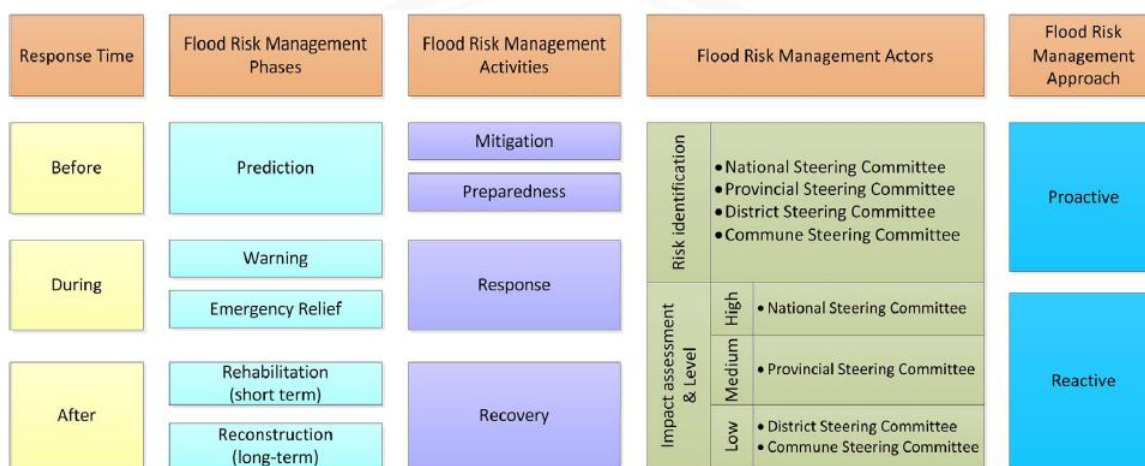 Response Time
Flood Risk Management
Phases
Flood Risk Management
Activities
Flood Risk Management Actors
Flood Risk
Management
Approach
Before
Prediction
Mitigation
Preparedness
Risk identification
• National Steering Committee
• Provincial Steering Committee
• District Steering Committee
• Commune Steering Committee
Proactive
During
Warning
Emergency Relief
Response
Impact assessment
& Level
High
• National Steering Committee
Medium
• Provincial Steering Committee
Low
• District Steering Committee
• Commune Steering Committee
Reactive
After
Rehabilitation
(short term)
Reconstruction
(long-term)
Recovery